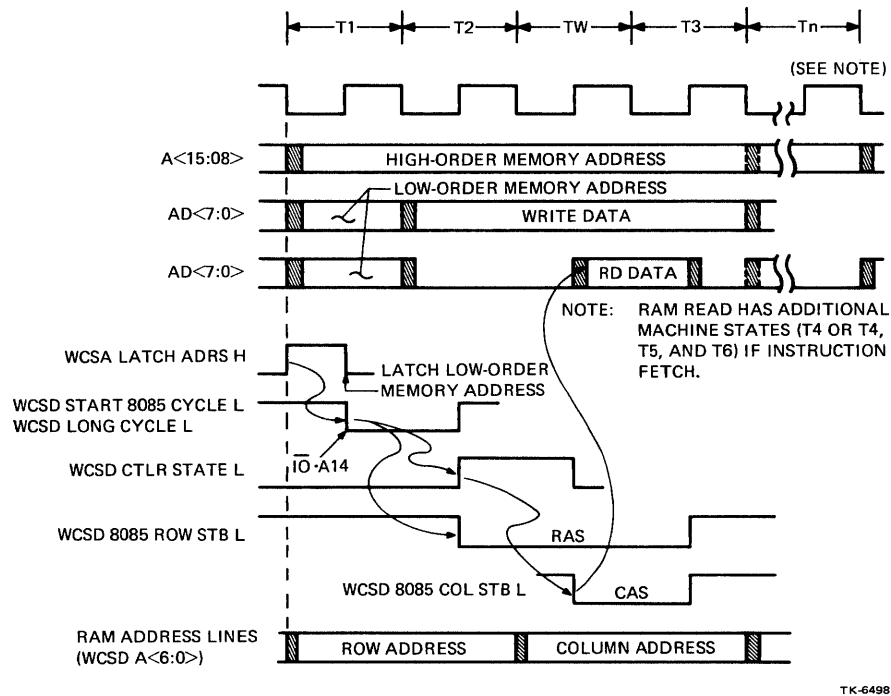 T1 T2 TW T3 Tn
(SEE NOTE)
A<15:08>
HIGH-ORDER MEMORY ADDRESS
LOW-ORDER MEMORY ADDRESS
AD<7:0>
WRITE DATA
AD<7:0>
RD DATA
NOTE: RAM READ HAS ADDITIONAL
MACHINE STATES (T4 OR T4,
T5, AND T6) IF INSTRUCTION
FETCH.
WCSA LATCH ADRS H
LATCH LOW-ORDER
MEMORY ADDRESS
WCSD START 8085 CYCLE L
WCSD LONG CYCLE L
I̅O̅·A14
WCSD CTLR STATE L
WCSD 8085 ROW STB L
RAS
WCSD 8085 COL STB L
CAS
RAM ADDRESS LINES
(WCSD A<6:0>)
ROW ADDRESS
COLUMN ADDRESS
TK-6498